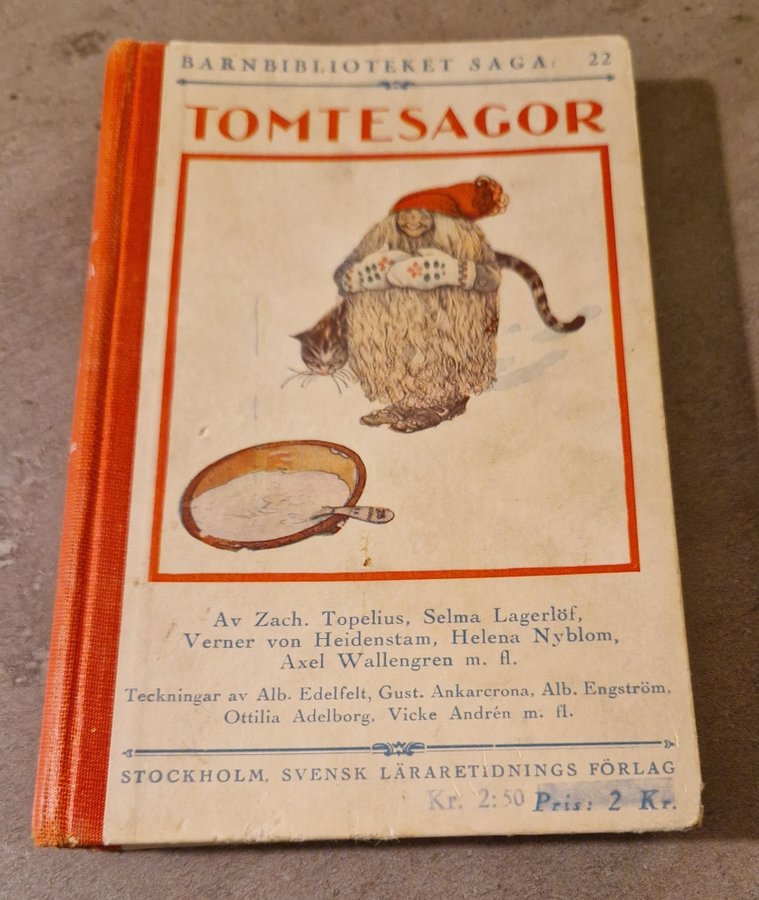 BARNBIBLIOTEKET SAGA: 22
TOMTESAGOR
Av Zach. Topelius, Selma Lagerlöf,
Verner von Heidenstam, Helena Nyblom,
Axel Wallengren m. fl.
Teckningar av Alb. Edelfelt, Gust. Ankarcrona, Alb. Engström,
Ottilia Adelborg, Vicke Andrén m. fl.
STOCKHOLM, SVENSK LÄRARETIDNINGS FÖRLAG
Kr. 2:50 Pris: 2 Kr.